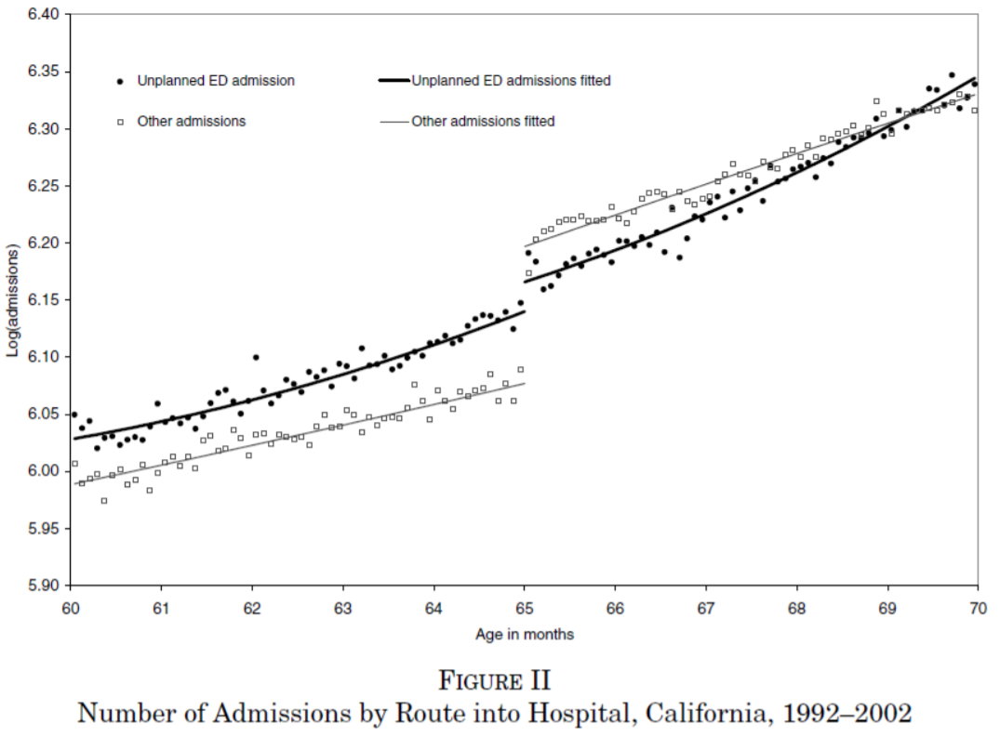 6.40
6.35
6.30
6.25
6.20
6.15
6.10
6.05
6.00
5.95
5.90
Log(admissions)
Unplanned ED admission
Unplanned ED admissions fitted
Other admissions
Other admissions fitted
60 61 62 63 64 65 66 67 68 69 70
Age in months
FIGURE II
Number of Admissions by Route into Hospital, California, 1992–2002